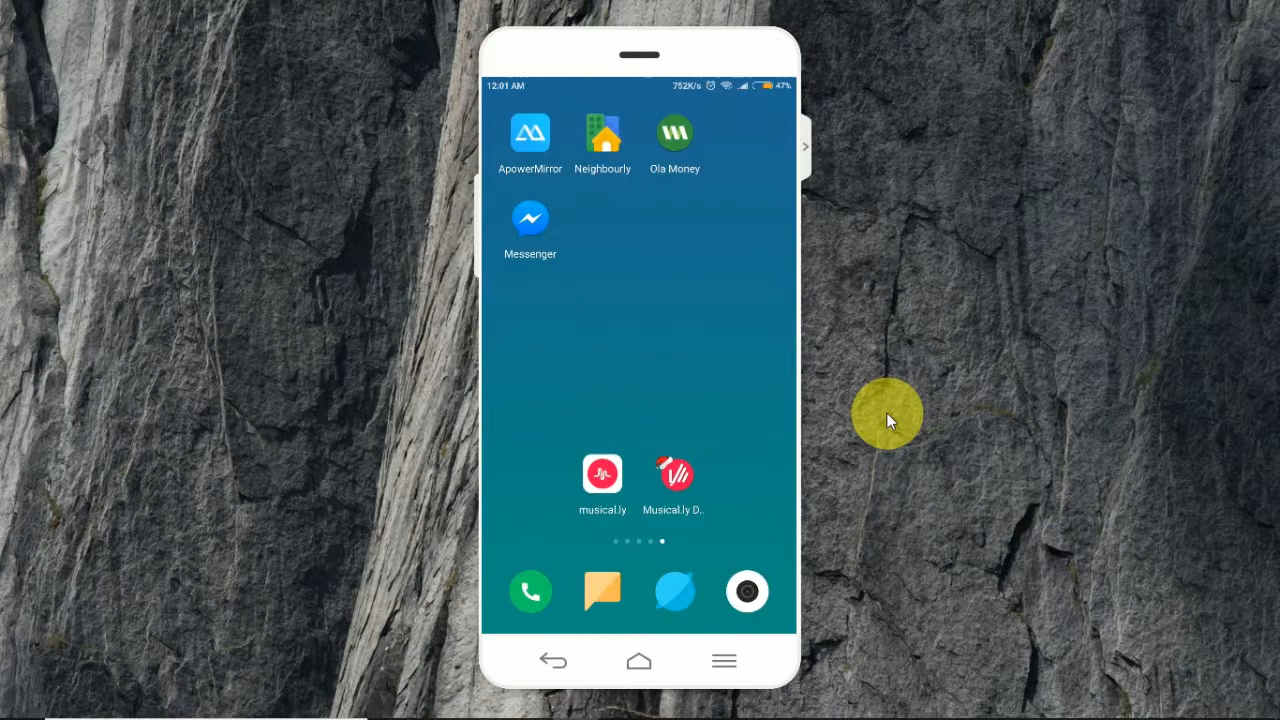 12:01 AM 752K/s 47%
ApowerMirror Neighbourly Ola Money
Messenger
musical.ly Musical.ly D..